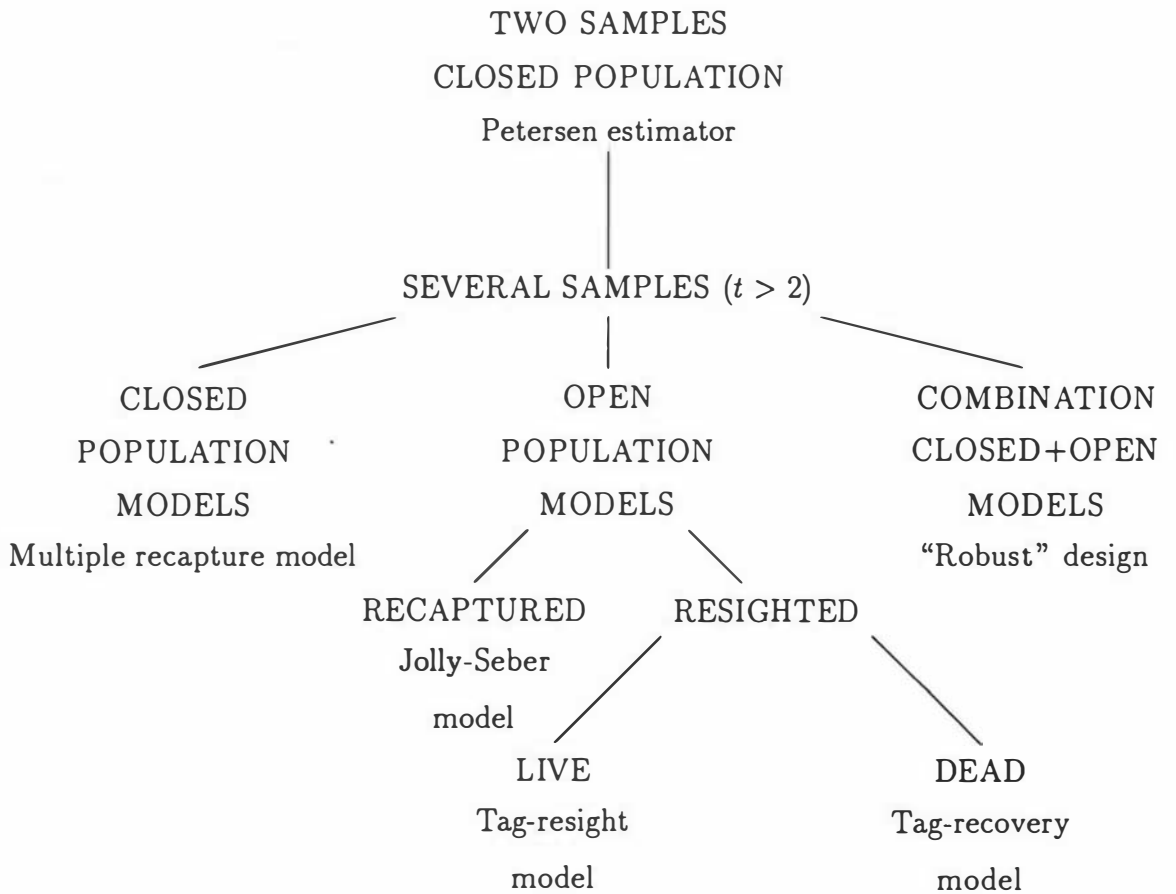 TWO SAMPLES
CLOSED POPULATION
Petersen estimator
SEVERAL SAMPLES (t > 2)
CLOSED
POPULATION
MODELS
Multiple recapture model
OPEN
POPULATION
MODELS
COMBINATION
CLOSED+OPEN
MODELS
“Robust” design
RECAPTURED
Jolly-Seber
model
RESIGHTED
LIVE
Tag-resight
model
DEAD
Tag-recovery
model